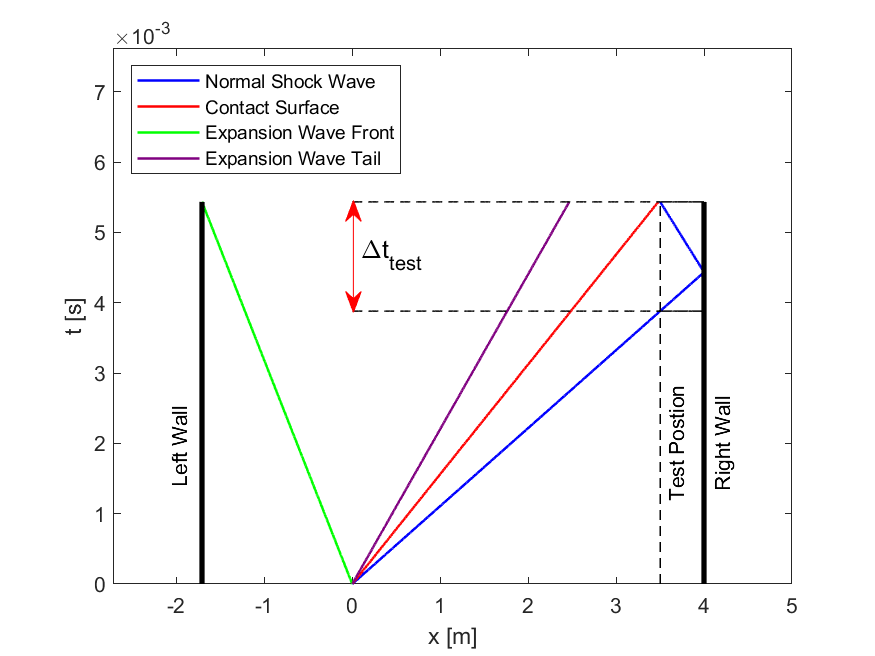 ×10-3
7
6
5
4
3
2
1
0
t [s]
Normal Shock Wave
Contact Surface
Expansion Wave Front
Expansion Wave Tail
Δttest
Left Wall
Test Postion
Right Wall
-2
-1
0
1
2
3
4
5
x [m]